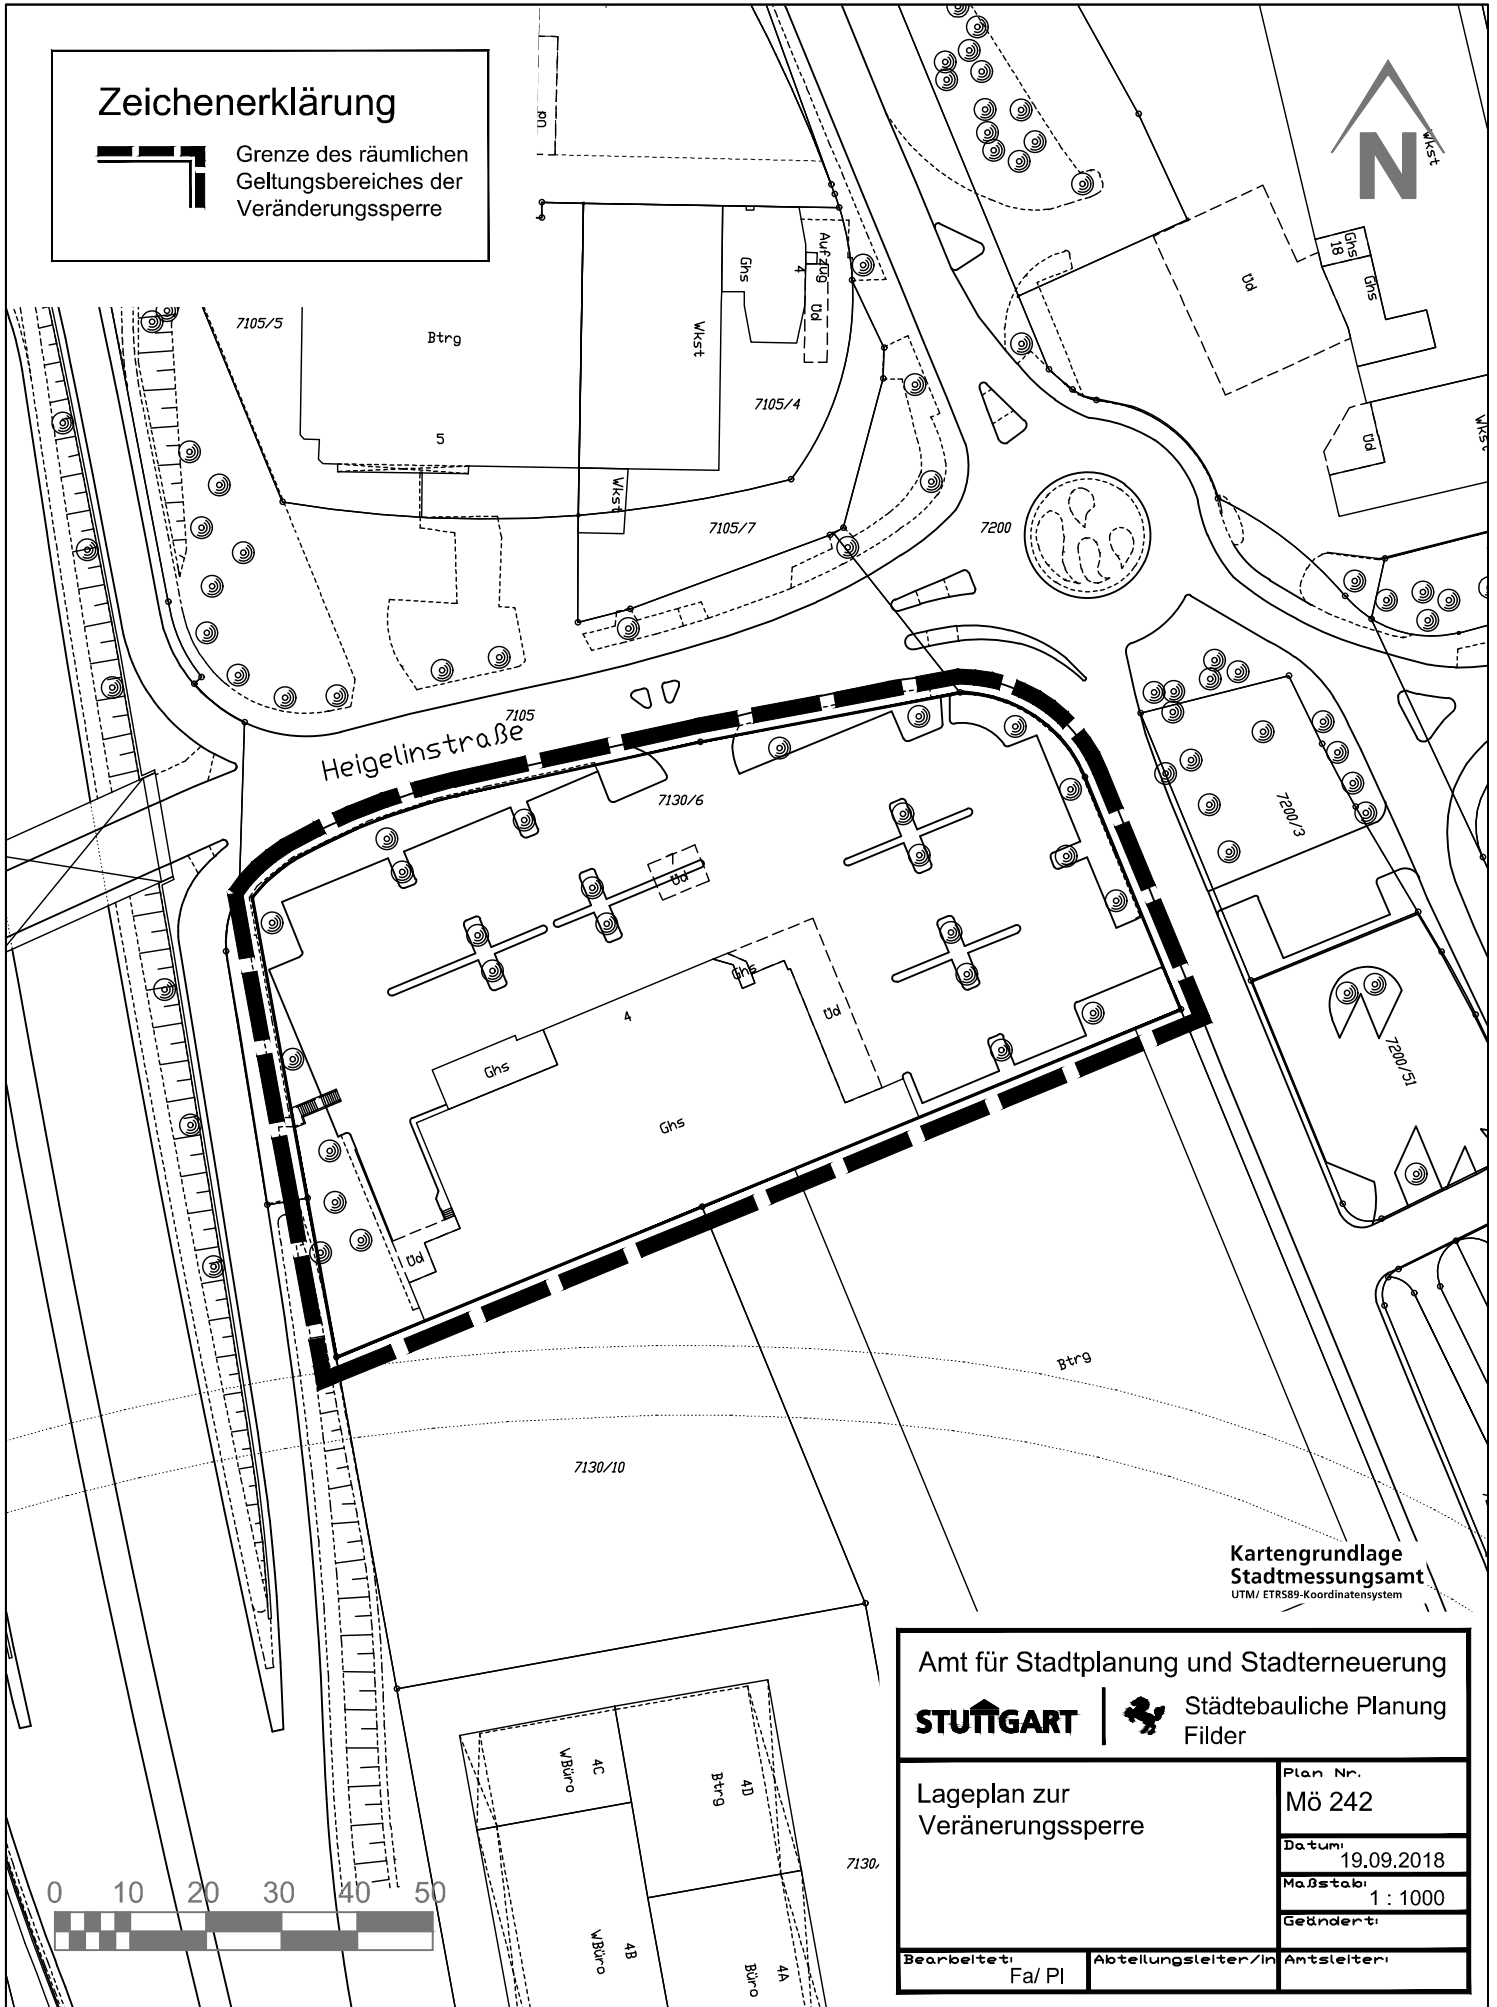 Zeichenerklärung
Grenze des räumlichen
Geltungsbereiches der
Veränderungssperre
N
Wkst
Üd
Ghs
18
Ghs
Üd
Üd
Wkst
7105/5
Btrg
5
Wkst
Wkst
Ghs
Aufzug
4
Üd
7105/4
7105/7
7200
7105
Heigelinstraße
7130/6
Üd
7200/3
Ghs
4
Üd
Ghs
Ghs
Üd
7200/51
Btrg
7130/10
Kartengrundlage
Stadtmessungsamt
UTM/ ETRS89-Koordinatensystem
4C
WBüro
4D
Btrg
4B
WBüro
4A
Büro
7130/
0 10 20 30 40 50
Amt für Stadtplanung und Stadterneuerung
STUTTGART
Städtebauliche Planung
Filder
Lageplan zur
Veränerungssperre
Plan Nr.
Mö 242
Datum:
19.09.2018
Maßstab:
1 : 1000
Geändert:
Bearbeitet:
Fa/ Pl
Abteilungsleiter/in
Amtsleiter: